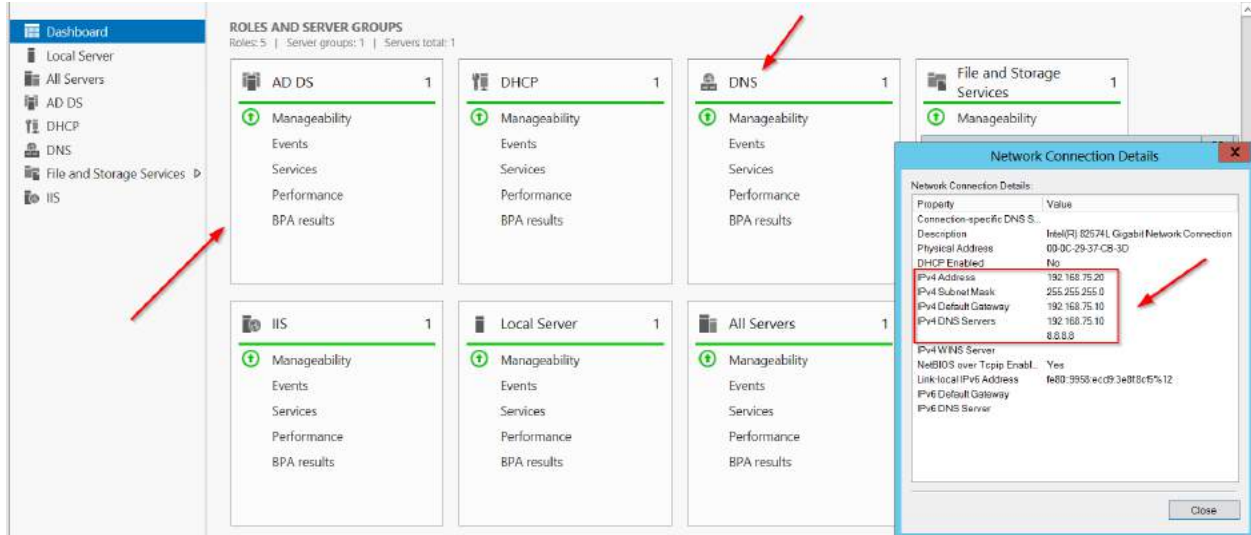 Dashboard
Local Server
All Servers
AD DS
DHCP
DNS
File and Storage Services
IIS
ROLES AND SERVER GROUPS
Roles: 5 | Server groups: 1 | Servers total: 1
AD DS 1
Manageability
Events
Services
Performance
BPA results
DHCP 1
Manageability
Events
Services
Performance
BPA results
DNS 1
Manageability
Events
Services
Performance
BPA results
File and Storage
Services 1
Manageability
IIS 1
Manageability
Events
Services
Performance
BPA results
Local Server 1
Manageability
Events
Services
Performance
BPA results
All Servers 1
Manageability
Events
Services
Performance
BPA results
Network Connection Details
X
Network Connection Details:
Property Value
Connection-specific DNS S...
Description Intel(R) 82574L Gigabit Network Connection
Physical Address 00-0C-29-37-CB-3D
DHCP Enabled No
IPv4 Address 192.168.75.20
IPv4 Subnet Mask 255.255.255.0
IPv4 Default Gateway 192.168.75.10
IPv4 DNS Servers 192.168.75.10
8.8.8.8
IPv4 WINS Server
NetBIOS over Tcpip Enabl... Yes
Link-local IPv6 Address fe80::9958:ecd9:3e8f:8cf5%12
IPv6 Default Gateway
IPv6 DNS Server
Close